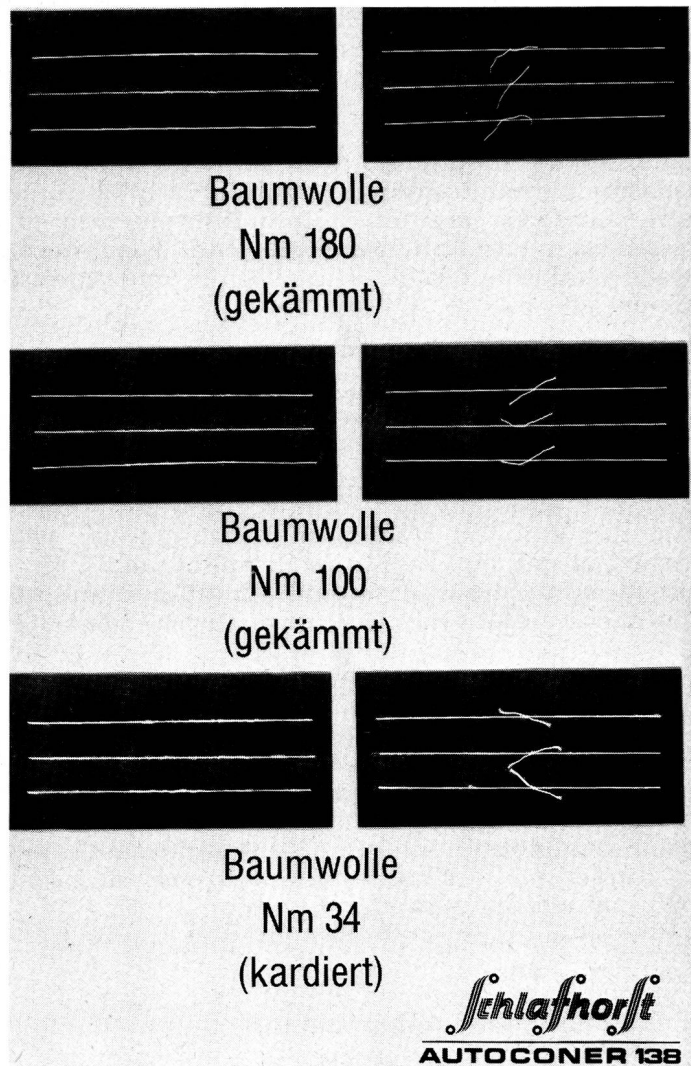 Baumwolle
Nm 180
(gekämmt)
Baumwolle
Nm 100
(gekämmt)
Baumwolle
Nm 34
(kardiert)
Schlafhorst
AUTOCONER 138